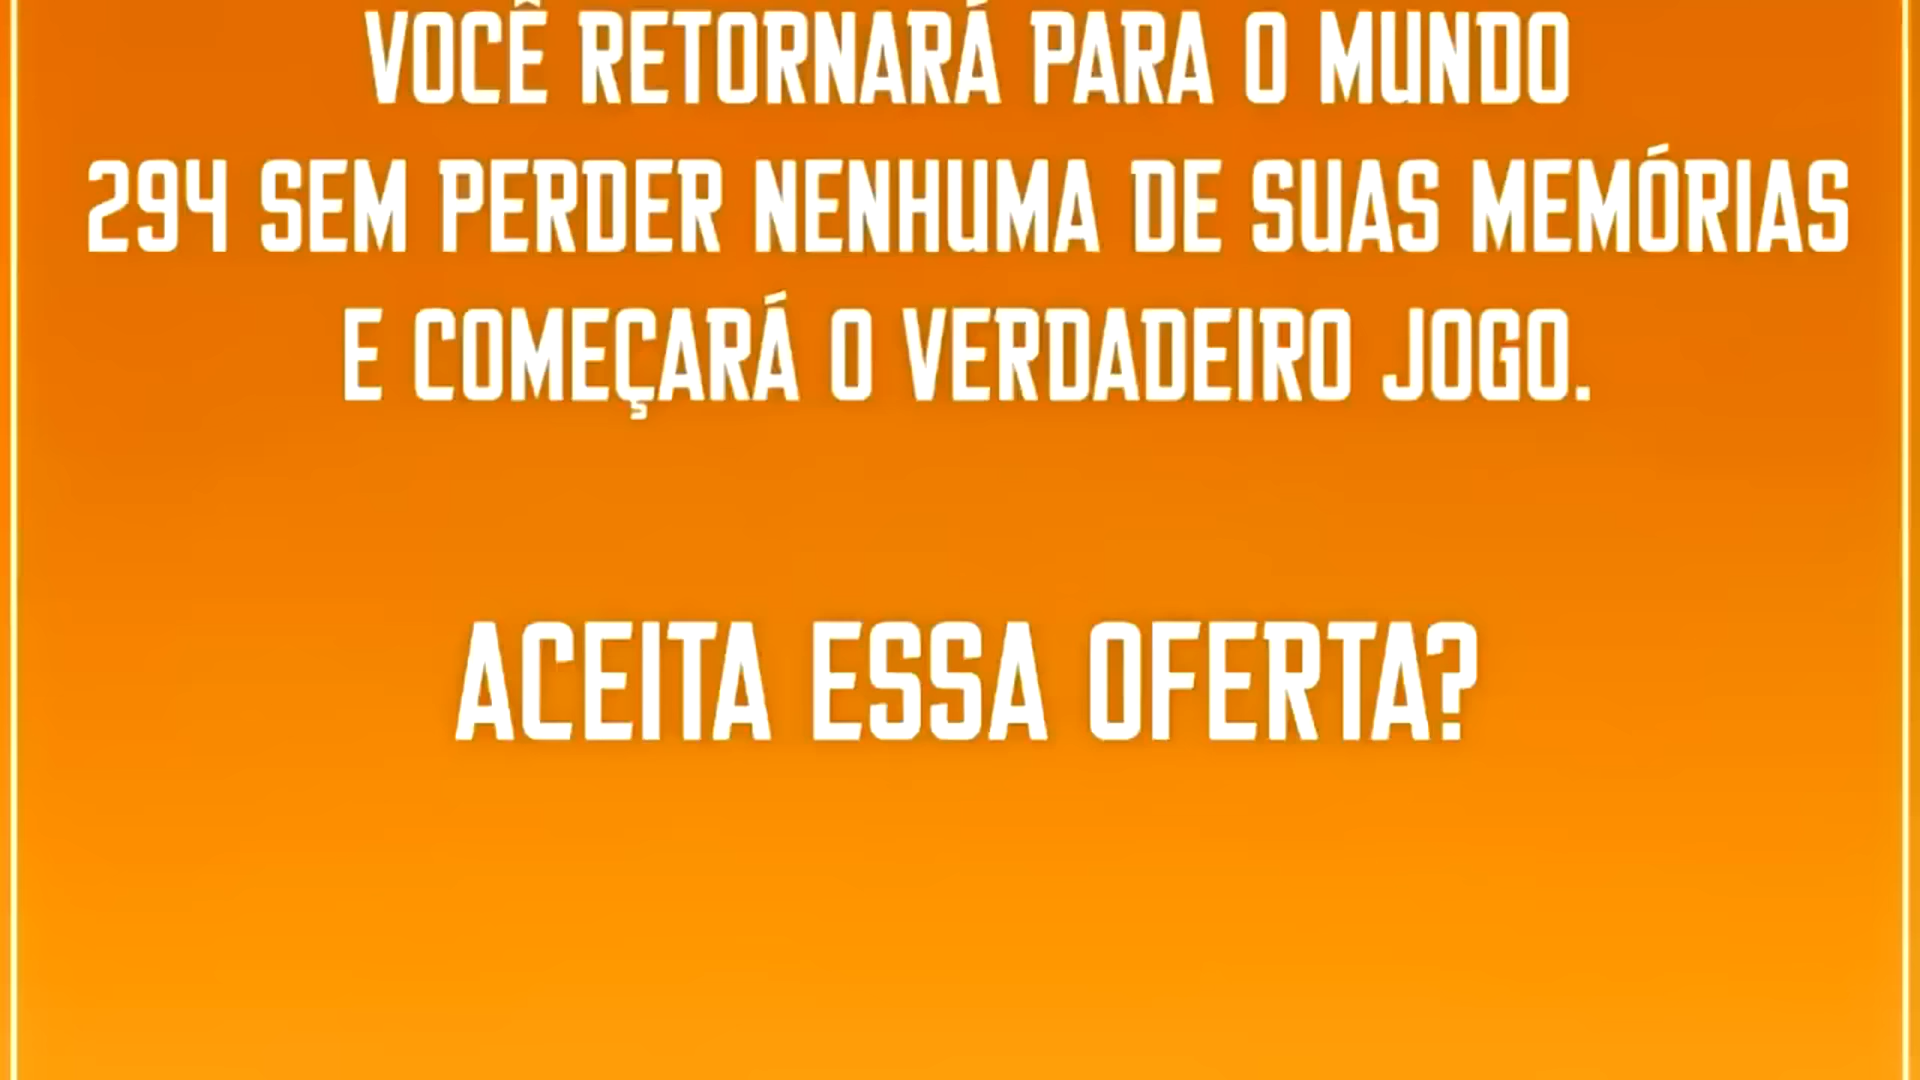 VOCÊ RETORNARÁ PARA O MUNDO
294 SEM PERDER NENHUMA DE SUAS MEMÓRIAS
E COMEÇARÁ O VERDADEIRO JOGO.
ACEITA ESSA OFERTA?